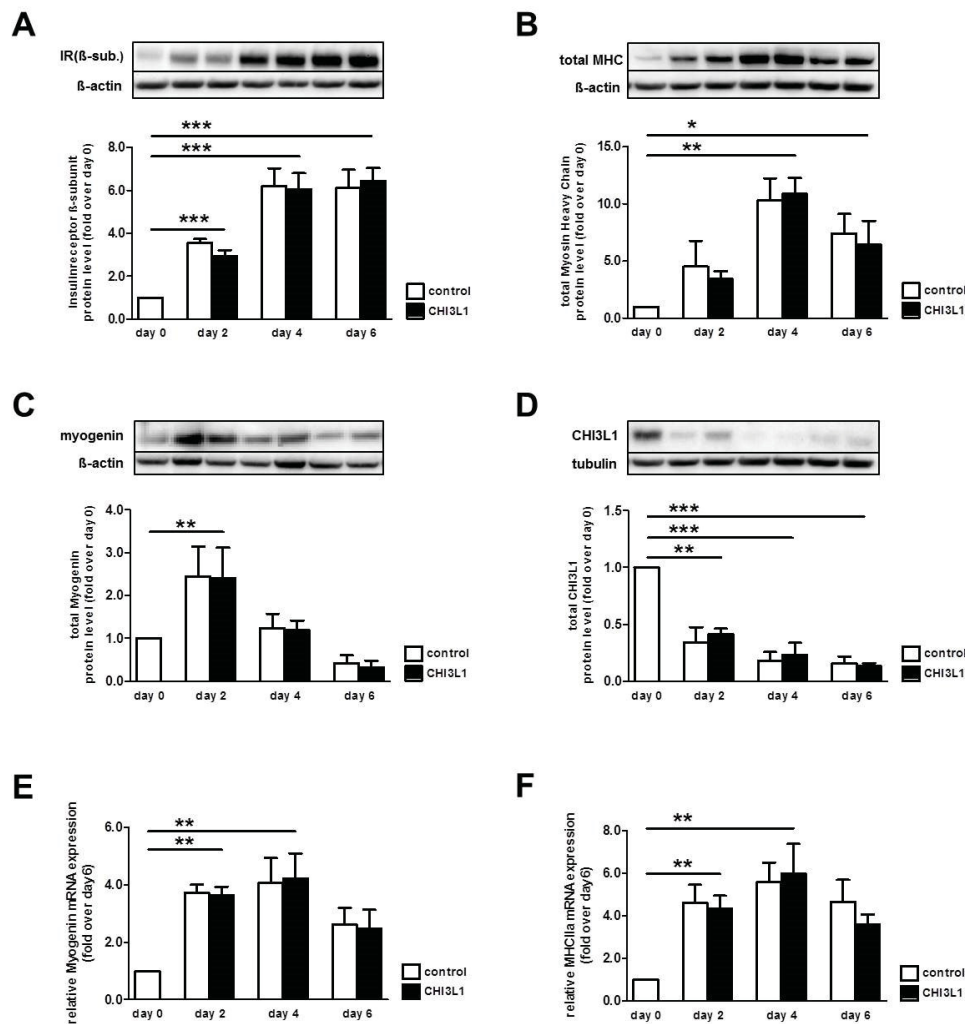 A
IR(ß-sub.)
ß-actin
***
***
***
8.0
6.0
4.0
2.0
0.0
Insulinreceptor ß-subunit
protein level (fold over day 0)
day 0 day 2 day 4 day 6
control
CHI3L1
B
total MHC
ß-actin
*
**
15.0
10.0
5.0
0.0
total Myosin Heavy Chain
protein level (fold over day 0)
day 0 day 2 day 4 day 6
control
CHI3L1
C
myogenin
ß-actin
**
4.0
3.0
2.0
1.0
0.0
total Myogenin
protein level (fold over day 0)
day 0 day 2 day 4 day 6
control
CHI3L1
D
CHI3L1
tubulin
***
***
**
1.5
1.0
0.5
0.0
total CHI3L1
protein level (fold over day 0)
day 0 day 2 day 4 day 6
control
CHI3L1
E
**
**
6.0
4.0
2.0
0.0
relative Myogenin mRNA expression
(fold over day6)
day 0 day 2 day 4 day 6
control
CHI3L1
F
**
**
8.0
6.0
4.0
2.0
0.0
relative MHCIIa mRNA expression
(fold over day6)
day 0 day 2 day 4 day 6
control
CHI3L1